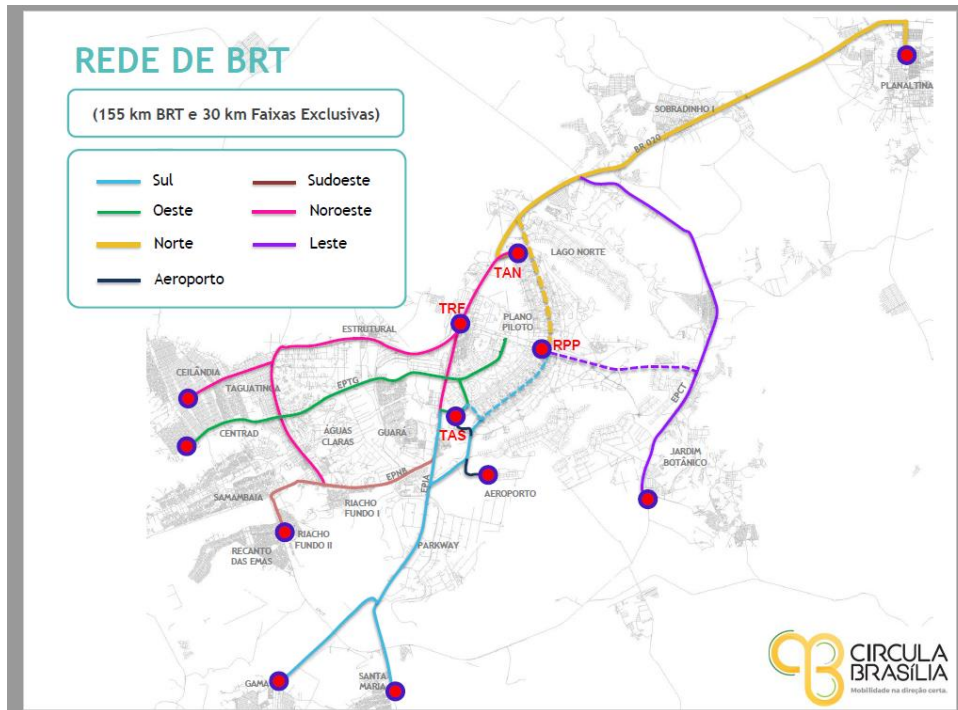 REDE DE BRT
(155 km BRT e 30 km Faixas Exclusivas)
Sul
Sudoeste
Oeste
Noroeste
Norte
Leste
Aeroporto
PLANALTINA
SOBRADINHO I
BR 020
LAGO NORTE
TAN
TRF
PLANO
PILOTO
ESTRUTURAL
RPP
CEILÂNDIA
TAGUATINGA
EPTG
EPCT
CENTRAD
ÁGUAS
CLARAS
GUARÁ
TAS
JARDIM
BOTÂNICO
EPNB
EPIA
AEROPORTO
SAMAMBAIA
RIACHO
FUNDO I
RIACHO
FUNDO II
RECANTO
DAS EMAS
PARKWAY
GAMA
SANTA
MARIA
CIRCULA
BRASÍLIA
Mobilidade na direção certa.